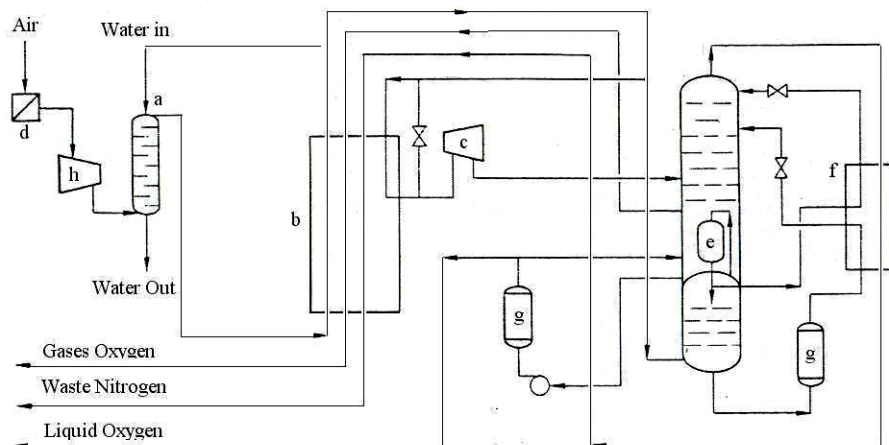 Air
Water in
a
d
h
c
b
f
e
Water Out
g
g
Gases Oxygen
Waste Nitrogen
Liquid Oxygen